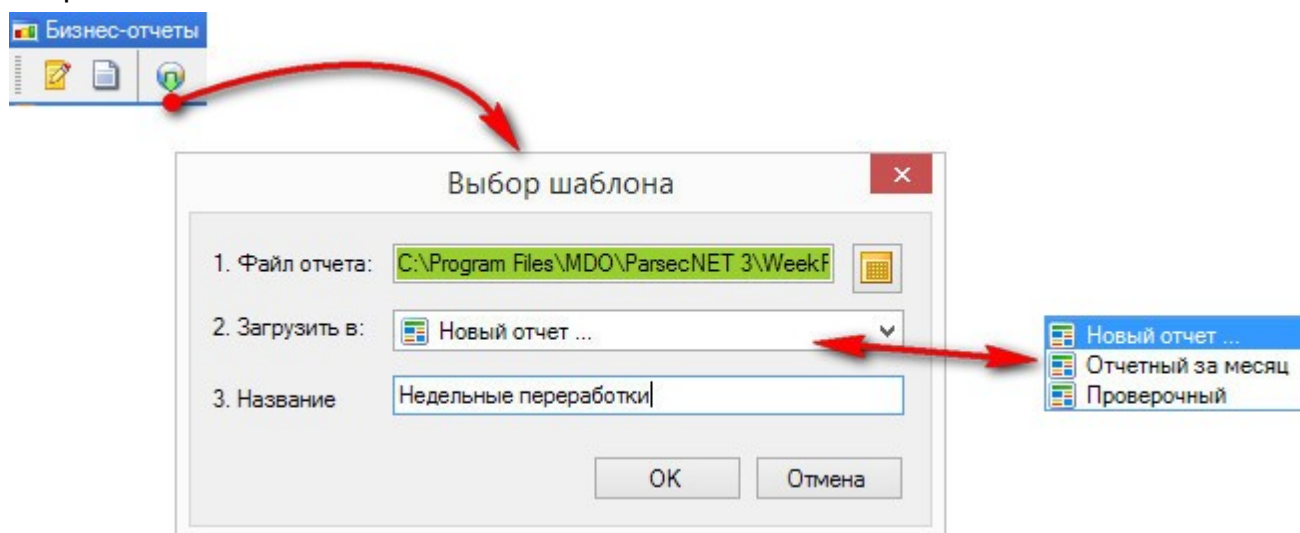 Бизнес-отчеты
Выбор шаблона
1. Файл отчета: C:\Program Files\MDO\ParsecNET 3\WeekF
2. Загрузить в: Новый отчет ...
3. Название Недельные переработки
OK Отмена
Новый отчет ...
Отчетный за месяц
Проверочный